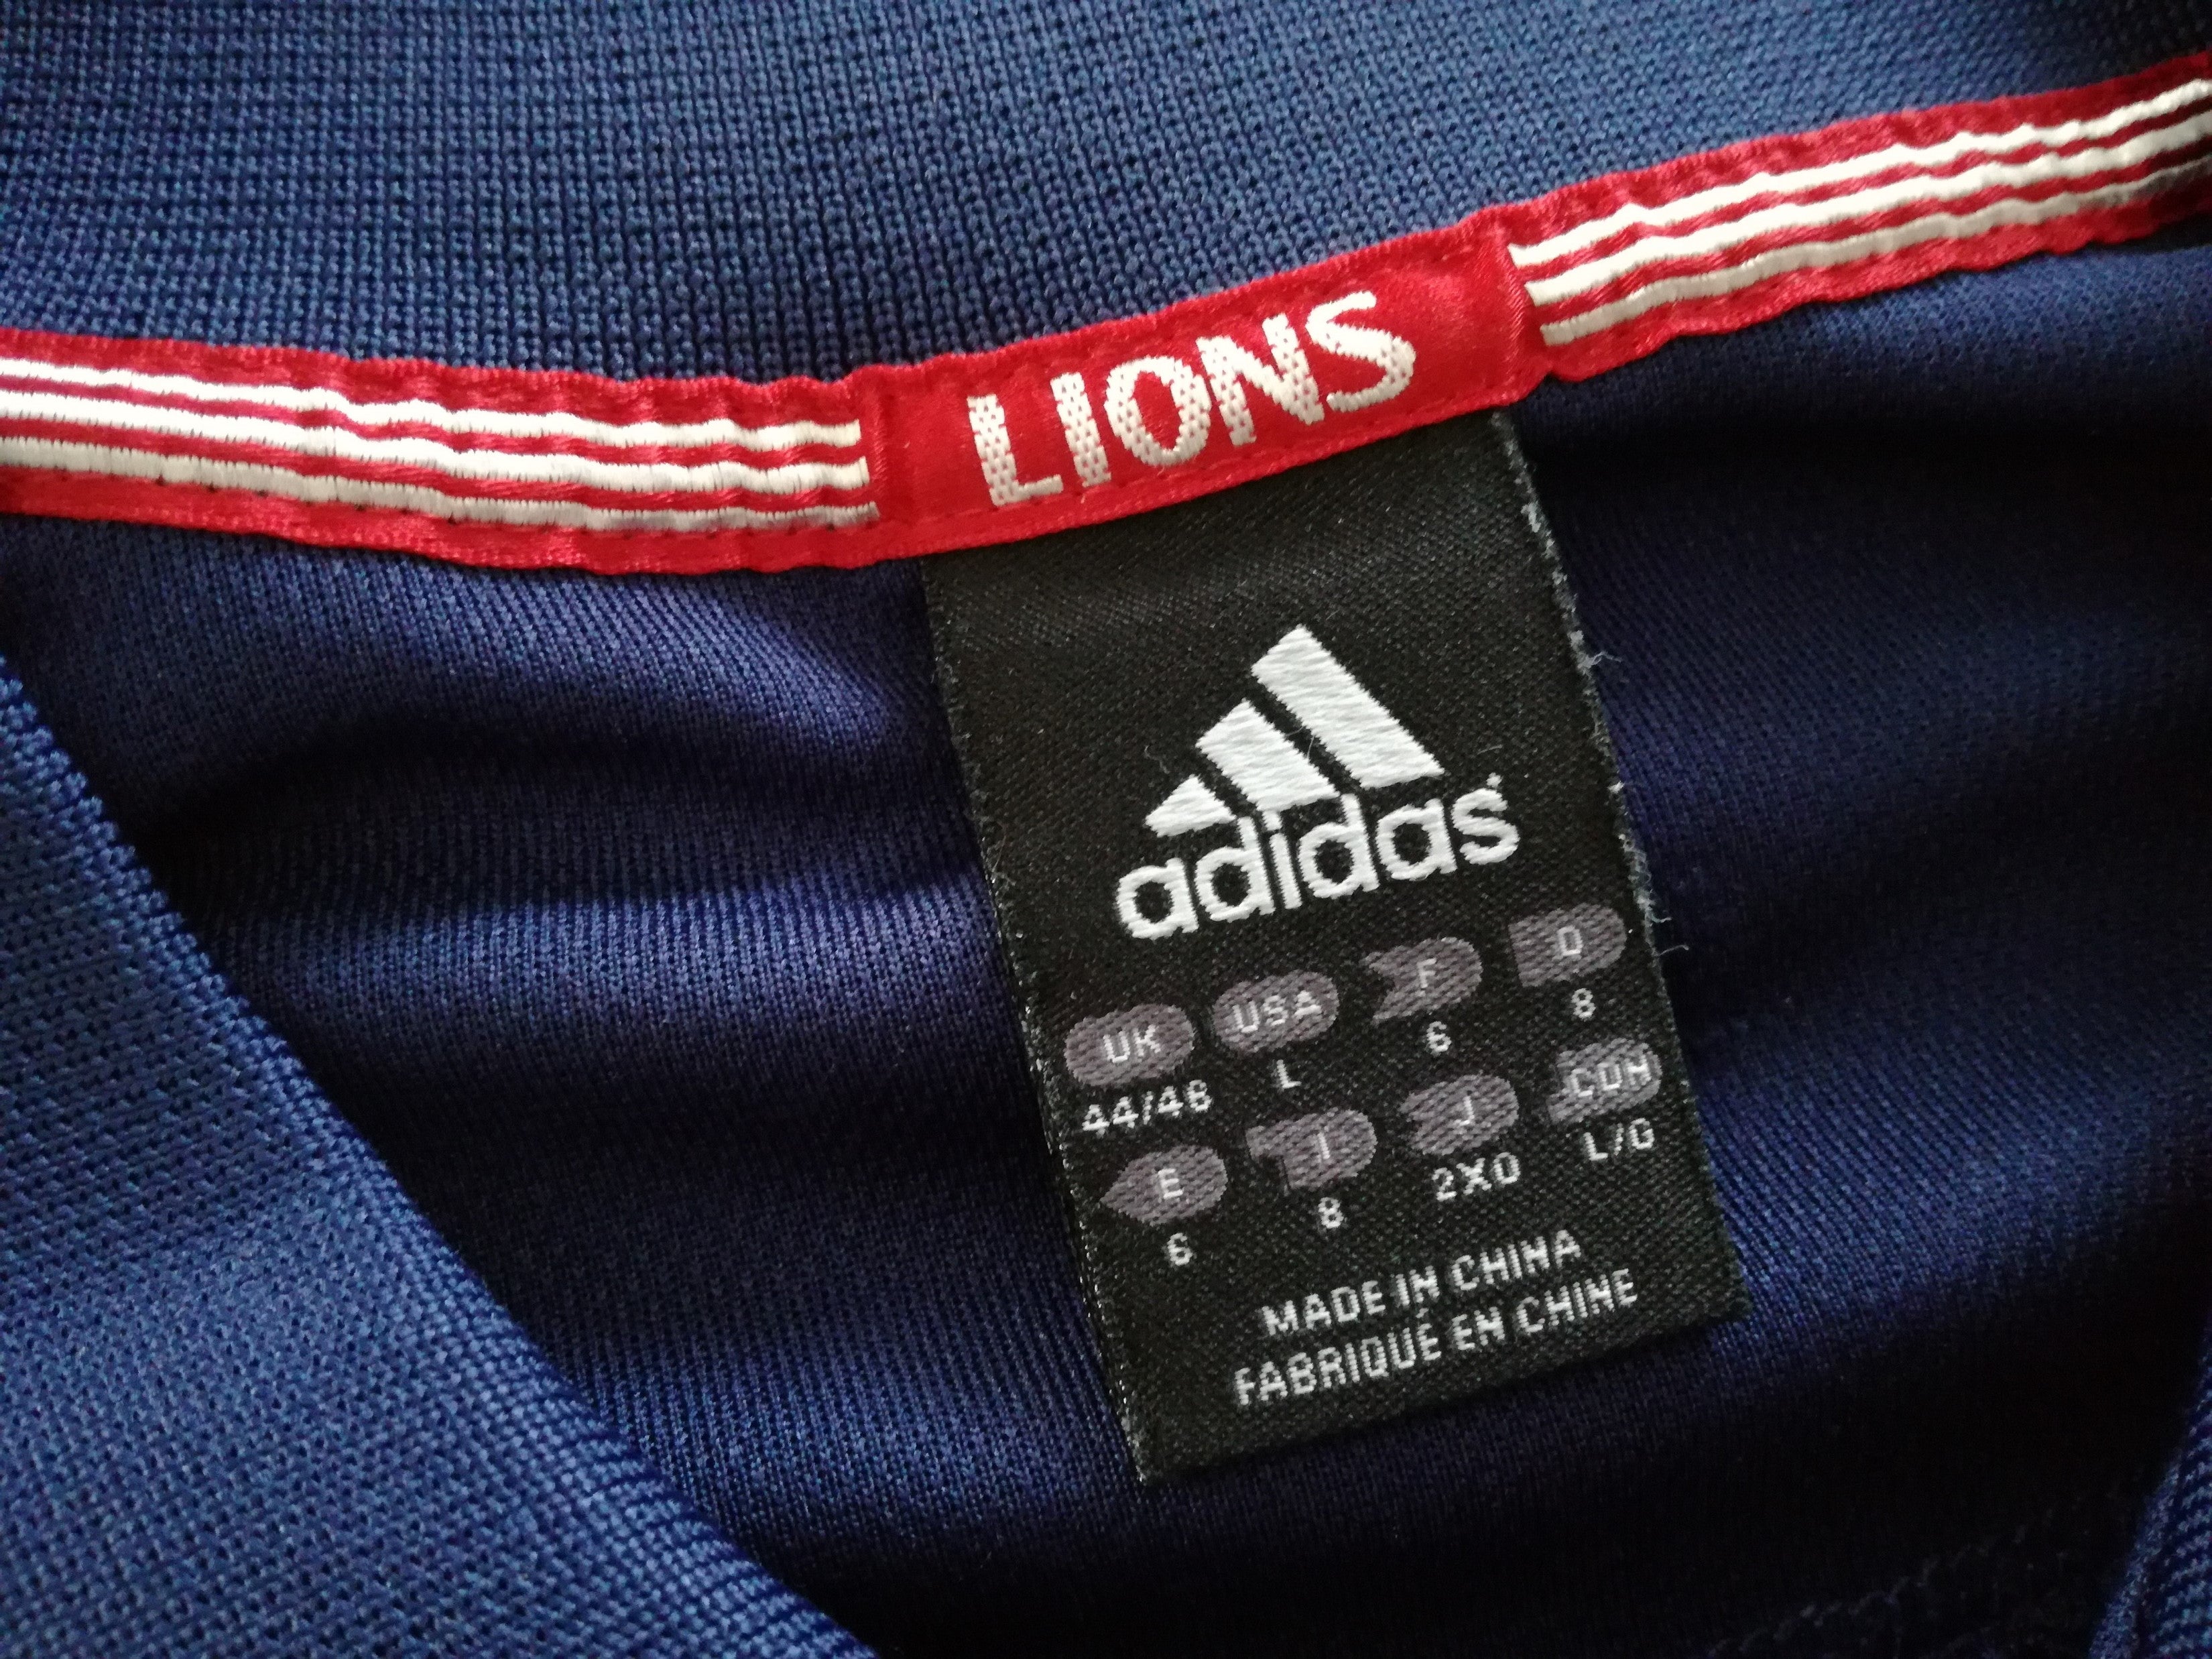 LIONS
adidas
UK USA F D
44/46 L 6 8
E I J CDN
6 8 2XO L/G
MADE IN CHINA
FABRIQUÉ EN CHINE